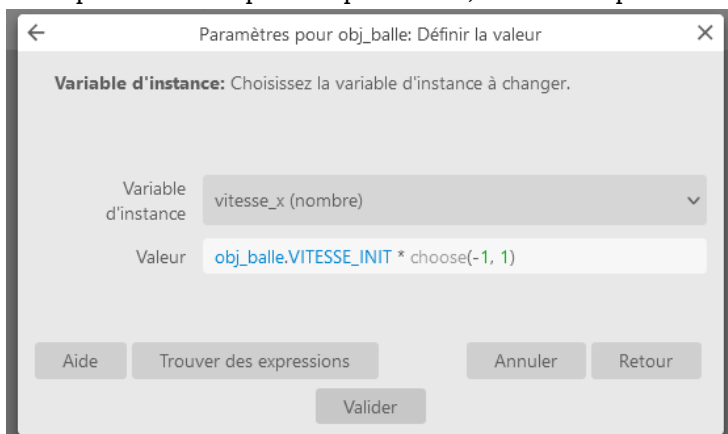 Paramètres pour obj_balle: Définir la valeur
Variable d'instance: Choisissez la variable d'instance à changer.
Variable
d'instance
vitesse_x (nombre)
Valeur
obj_balle.VITESSE_INIT * choose(-1, 1)
Aide
Trouver des expressions
Annuler
Retour
Valider